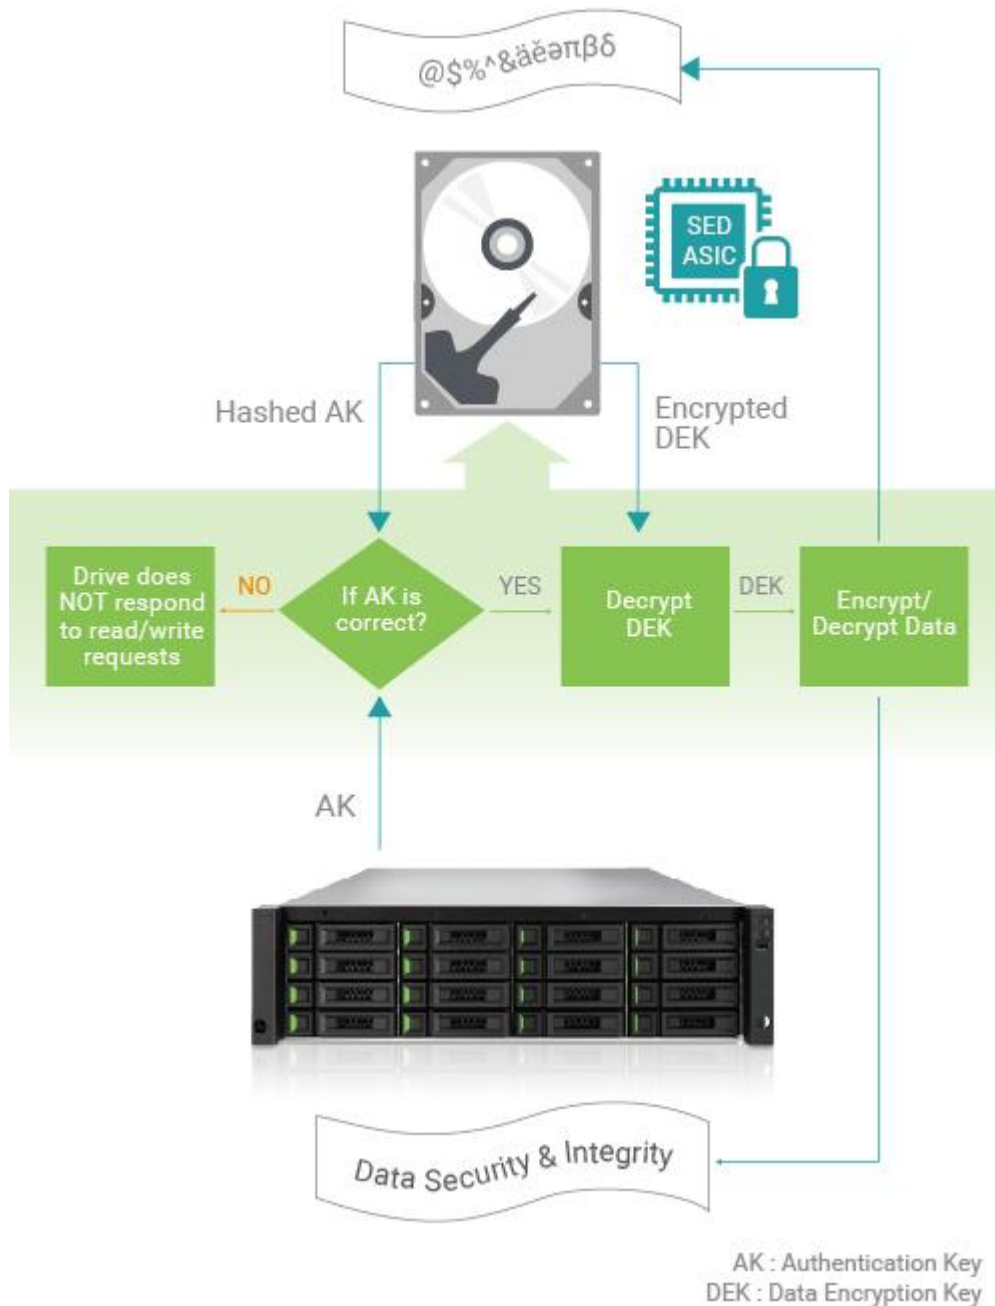 @$%^&äěəπβδ
SED
ASIC
Hashed AK
Encrypted
DEK
Drive does
NOT respond
to read/write
requests
NO
If AK is
correct?
YES
Decrypt
DEK
DEK
Encrypt/
Decrypt Data
AK
Data Security & Integrity
AK : Authentication Key
DEK : Data Encryption Key